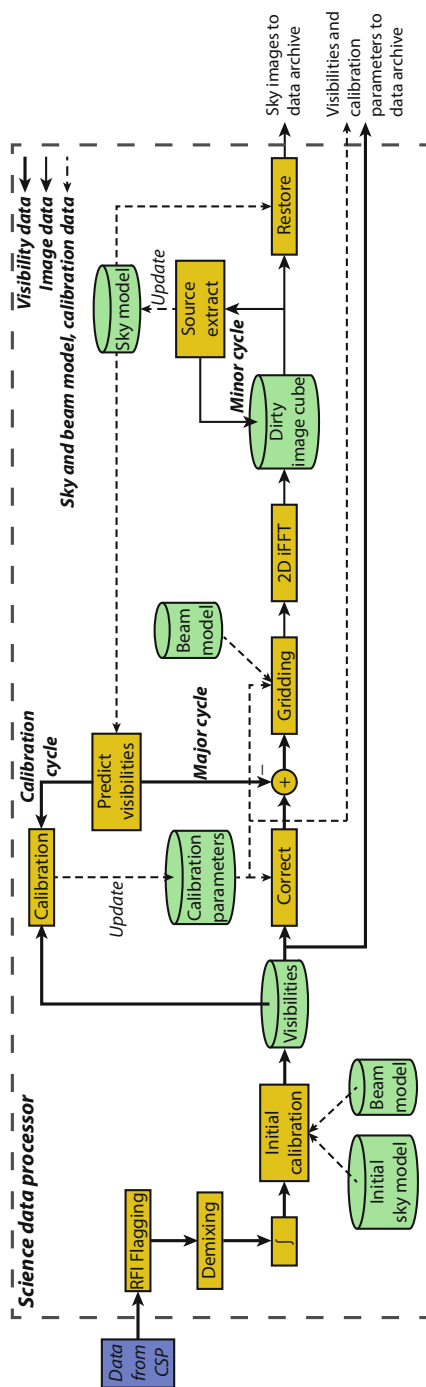 Science data processor
Visibility data
Image data
Sky and beam model, calibration data
Data
from
CSP
RFI Flagging
Demixing
∫
Initial
calibration
Initial
sky model
Beam
model
Visibilities
Calibration
Calibration
cycle
Update
Calibration
parameters
Correct
Predict
visibilities
Major cycle
+
−
Gridding
Beam
model
2D iFFT
Dirty
image cube
Minor cycle
Source
extract
Update
Sky model
Restore
Sky images to
data archive
Visibilities and
calibration
parameters to
data archive